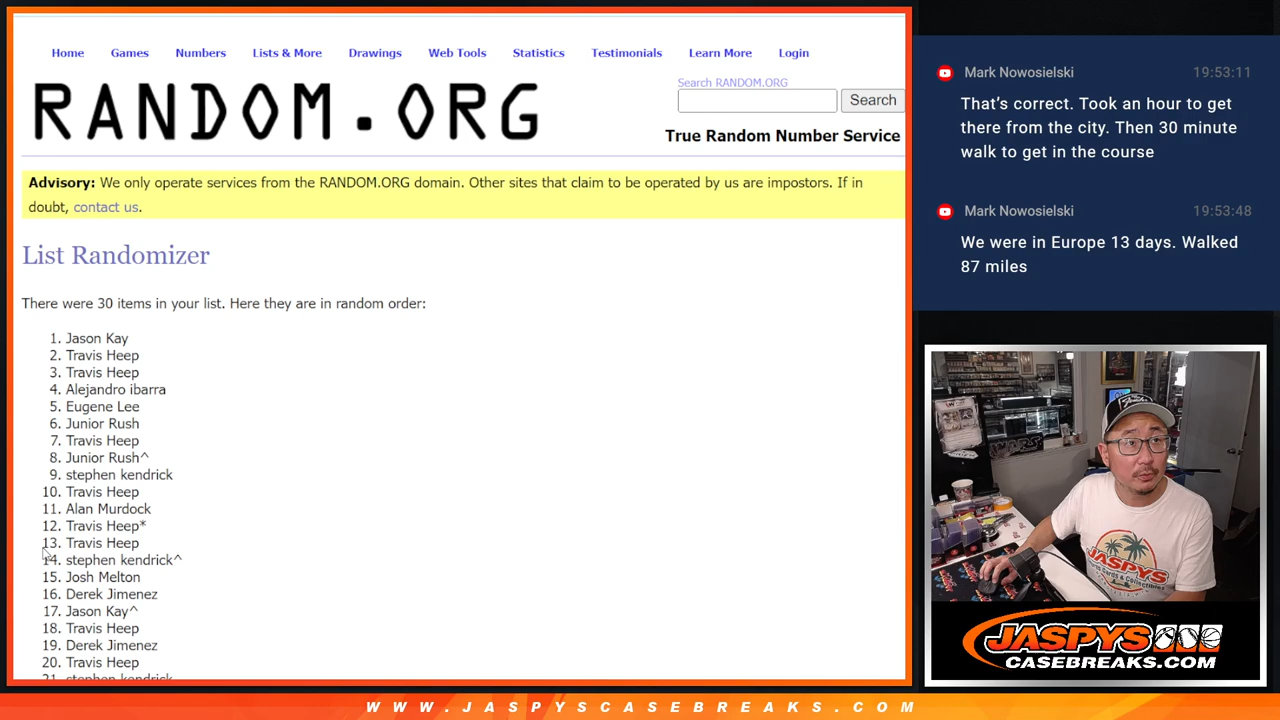 Home Games Numbers Lists & More Drawings Web Tools Statistics Testimonials Learn More Login
RANDOM.ORG
Search RANDOM.ORG
Search
True Random Number Service
Advisory: We only operate services from the RANDOM.ORG domain. Other sites that claim to be operated by us are impostors. If in
doubt, contact us.
List Randomizer
There were 30 items in your list. Here they are in random order:
1. Jason Kay
2. Travis Heep
3. Travis Heep
4. Alejandro ibarra
5. Eugene Lee
6. Junior Rush
7. Travis Heep
8. Junior Rush^
9. stephen kendrick
10. Travis Heep
11. Alan Murdock
12. Travis Heep*
13. Travis Heep
14. stephen kendrick^
15. Josh Melton
16. Derek Jimenez
17. Jason Kay^
18. Travis Heep
19. Derek Jimenez
20. Travis Heep
21. stephen kendrick
Mark Nowosielski 19:53:11
That’s correct. Took an hour to get
there from the city. Then 30 minute
walk to get in the course
Mark Nowosielski 19:53:48
We were in Europe 13 days. Walked
87 miles
JASPYS
CASEBREAKS.COM
WWW.JASPYSCASEBREAKS.COM